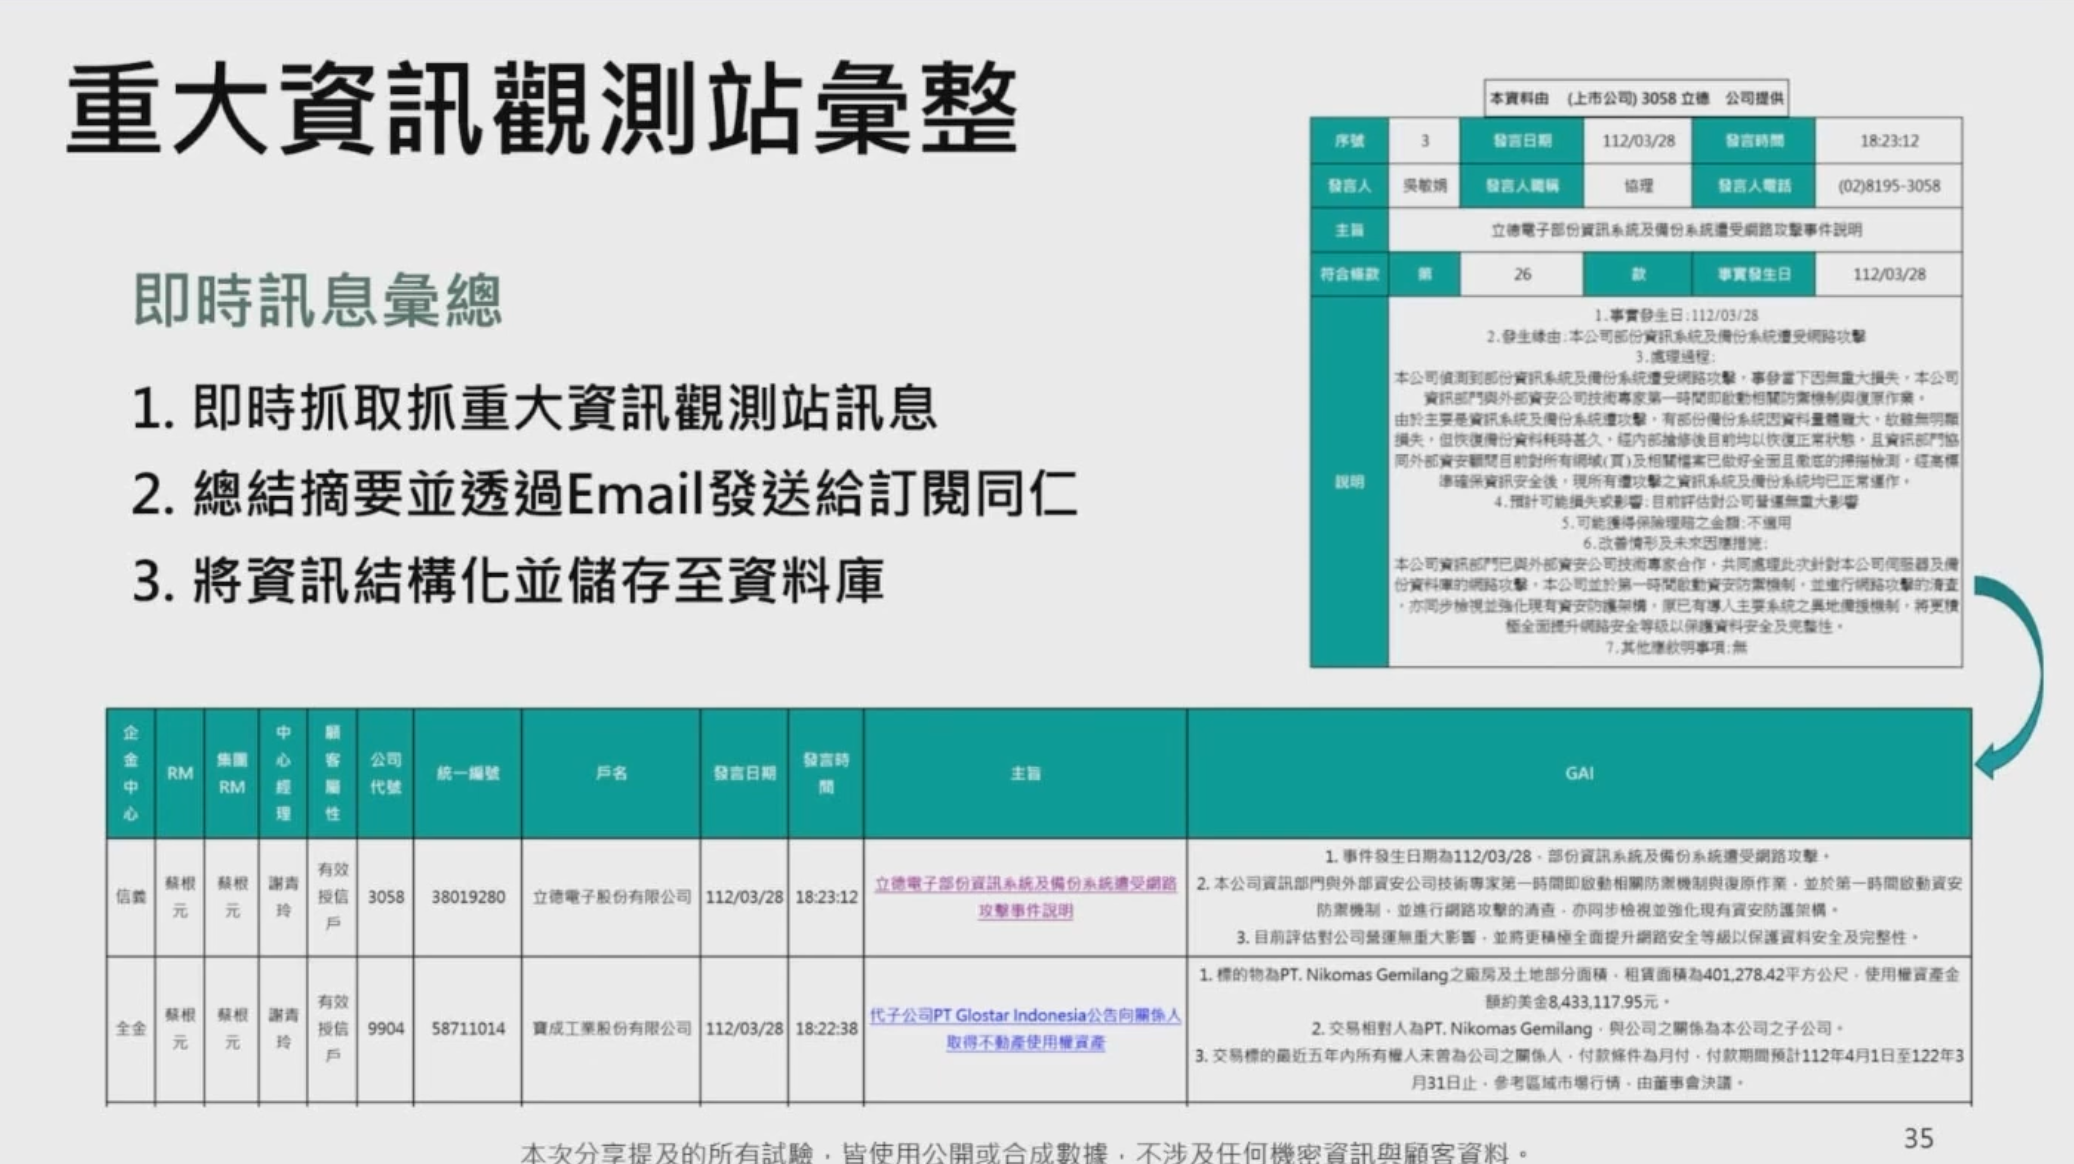 重大資訊觀測站彙整
即時訊息彙總
1. 即時抓取抓重大資訊觀測站訊息
2. 總結摘要並透過Email發送給訂閱同仁
3. 將資訊結構化並儲存至資料庫
本資料由 (上市公司) 3058 立德 公司提供
序號 3 發言日期 112/03/28 發言時間 18:23:12
發言人 吳敏娟 發言人職稱 協理 發言人電話 (02)8195-3058
主旨 立德電子部份資訊系統及備份系統遭受網路攻擊事件說明
符合條款 第 26 款 事實發生日 112/03/28
說明
1.事實發生日:112/03/28
2.發生緣由:本公司部份資訊系統及備份系統遭受網路攻擊
3.處理過程:
本公司偵測到部份資訊系統及備份系統遭受網路攻擊，事發當下因無重大損失，本公司
資訊部門與外部資安公司技術專家第一時間即啟動相關防禦機制與復原作業。
由於主要是資訊系統及備份系統遭攻擊，有部份備份系統因資料量體龐大，故雖無明顯
損失，但恢復備份資料耗時甚久，經內部搶修後目前均以恢復正常狀態，且資訊部門協
同外部資安顧問目前對所有網域(頁)及相關檔案已做好全面且徹底的掃描檢測，經高標
準確保資訊安全後，現所有遭攻擊之資訊系統及備份系統均已正常運作。
4.預計可能損失或影響:目前評估對公司營運無重大影響
5.可能獲得保險理賠之金額:不適用
6.改善情形及未來因應措施:
本公司資訊部門已與外部資安公司技術專家合作，共同處理此次針對本公司伺服器及備
份資料庫的網路攻擊，本公司並於第一時間啟動資安防禦機制，並進行網路攻擊的清查
，亦同步檢視並強化現有資安防護架構，原已有導入主要系統之異地備援機制，將更積
極全面提升網路安全等級以保護資料安全及完整性。
7.其他應敘明事項:無
企金中心 RM 集團RM 中心經理 顧客屬性 公司代號 統一編號 戶名 發言日期 發言時間 主旨 GAI
信義 蔡根元 蔡根元 謝青玲 有效授信戶 3058 38019280 立德電子股份有限公司 112/03/28 18:23:12
立德電子部份資訊系統及備份系統遭受網路
攻擊事件說明
1. 事件發生日期為112/03/28，部份資訊系統及備份系統遭受網路攻擊。
2. 本公司資訊部門與外部資安公司技術專家第一時間即啟動相關防禦機制與復原作業，並於第一時間啟動資安
防禦機制，並進行網路攻擊的清查，亦同步檢視並強化現有資安防護架構。
3. 目前評估對公司營運無重大影響，並將更積極全面提升網路安全等級以保護資料安全及完整性。
全金 蔡根元 蔡根元 謝青玲 有效授信戶 9904 58711014 寶成工業股份有限公司 112/03/28 18:22:38
代子公司PT Glostar Indonesia公告向關係人
取得不動產使用權資產
1. 標的物為PT. Nikomas Gemilang之廠房及土地部分面積，租賃面積為401,278.42平方公尺，使用權資產金
額約美金8,433,117.95元。
2. 交易相對人為PT. Nikomas Gemilang，與公司之關係為本公司之子公司。
3. 交易標的最近五年內所有權人未曾為公司之關係人，付款條件為月付，付款期間預計112年4月1日至122年3
月31日止，參考區域市場行情，由董事會決議。
本次分享提及的所有試驗，皆使用公開或合成數據，不涉及任何機密資訊與顧客資料。
35